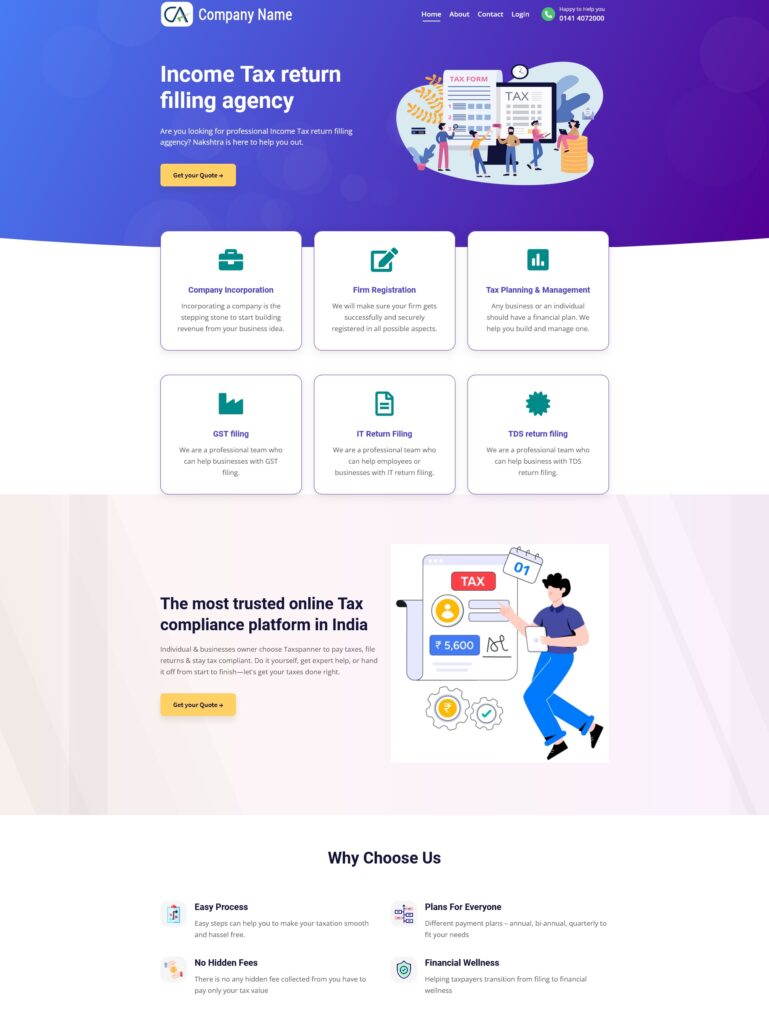 CA Company Name
Home About Contact Login
Happy to Help you
0141 4072000
Income Tax return
filling agency
Are you looking for professional Income Tax return filling
aggency? Nakshtra is here to help you out.
Get your Quote →
TAX FORM
TAX
1
2
3
Company Incorporation
Incorporating a company is the
stepping stone to start building
revenue from your business idea.
Firm Registration
We will make sure your firm gets
successfully and securely
registered in all possible aspects.
Tax Planning & Management
Any business or an individual
should have a financial plan. We
help you build and manage one.
GST filing
We are a professional team who
can help businesses with GST
filing.
IT Return Filing
We are a professional team who
can help employees or
businesses with IT return filing.
TDS return filing
We are a professional team who
can help business with TDS
return filing.
The most trusted online Tax
compliance platform in India
Individual & businesses owner choose Taxspanner to pay taxes, file
returns & stay tax compliant. Do it yourself, get expert help, or hand
it off from start to finish—let's get your taxes done right.
Get your Quote →
01
TAX
₹ 5,600
₹
Why Choose Us
Easy Process
Easy steps can help you to make your taxation smooth
and hassel free.
Plans For Everyone
Different payment plans – annual, bi-annual, quarterly to
fit your needs
No Hidden Fees
There is no any hidden fee collected from you have to
pay only your tax value
Financial Wellness
Helping taxpayers transition from filing to financial
wellness